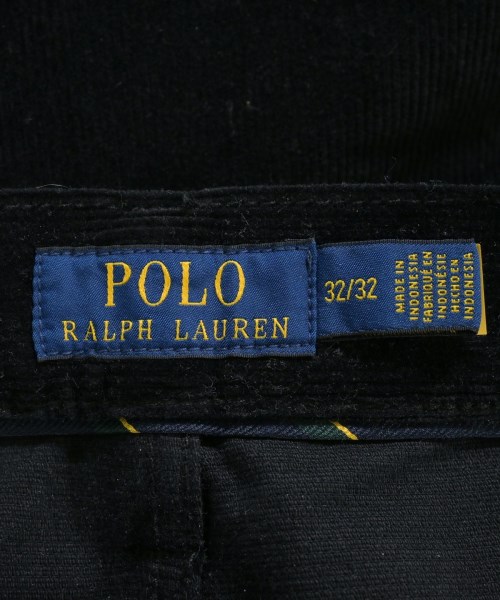 POLO
RALPH LAUREN
32/32
MADE IN
INDONESIA
FABRIQUÉ EN
INDONÉSIE
HECHO EN
INDONESIA